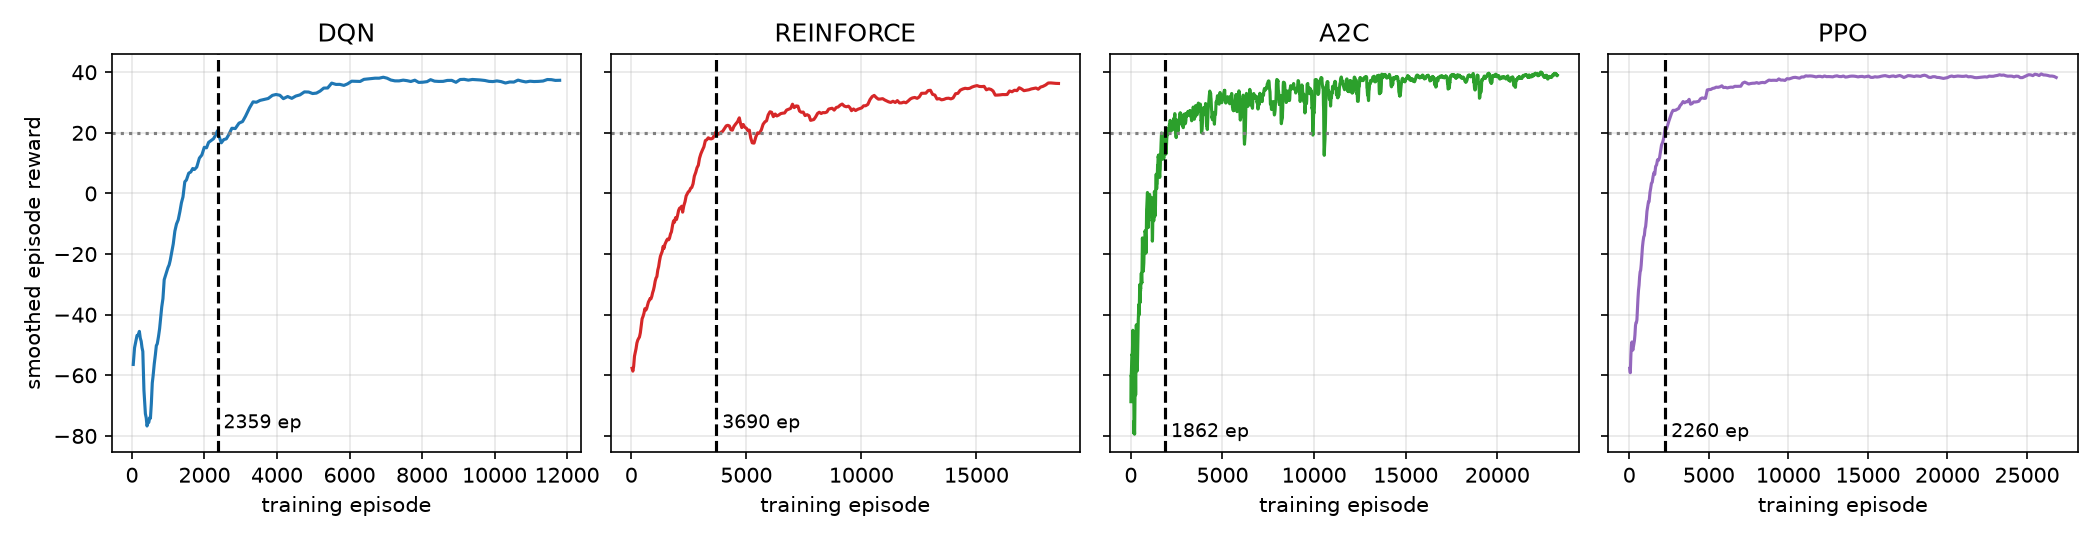 DQN
REINFORCE
A2C
PPO
smoothed episode reward
40
20
0
−20
−40
−60
−80
2359 ep
3690 ep
1862 ep
2260 ep
0 2000 4000 6000 8000 10000 12000
0 5000 10000 15000
0 5000 10000 15000 20000
0 5000 10000 15000 20000 25000
training episode
training episode
training episode
training episode